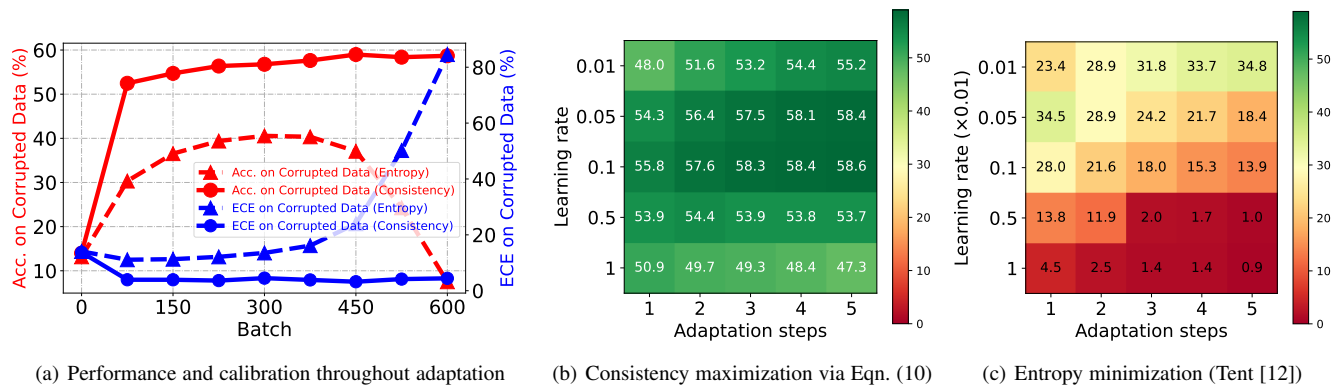 Acc. on Corrupted Data (%)
60
50
40
30
20
10
0
150
300
450
600
Batch
80
60
40
20
0
ECE on Corrupted Data (%)
Acc. on Corrupted Data (Entropy)
Acc. on Corrupted Data (Consistency)
ECE on Corrupted Data (Entropy)
ECE on Corrupted Data (Consistency)
(a) Performance and calibration throughout adaptation
Learning rate
0.01 48.0 51.6 53.2 54.4 55.2
0.05 54.3 56.4 57.5 58.1 58.4
0.1 55.8 57.6 58.3 58.4 58.6
0.5 53.9 54.4 53.9 53.8 53.7
1 50.9 49.7 49.3 48.4 47.3
1 2 3 4 5
Adaptation steps
50
40
30
20
10
0
(b) Consistency maximization via Eqn. (10)
Learning rate (×0.01)
0.01 23.4 28.9 31.8 33.7 34.8
0.05 34.5 28.9 24.2 21.7 18.4
0.1 28.0 21.6 18.0 15.3 13.9
0.5 13.8 11.9 2.0 1.7 1.0
1 4.5 2.5 1.4 1.4 0.9
1 2 3 4 5
Adaptation steps
50
40
30
20
10
0
(c) Entropy minimization (Tent [12])